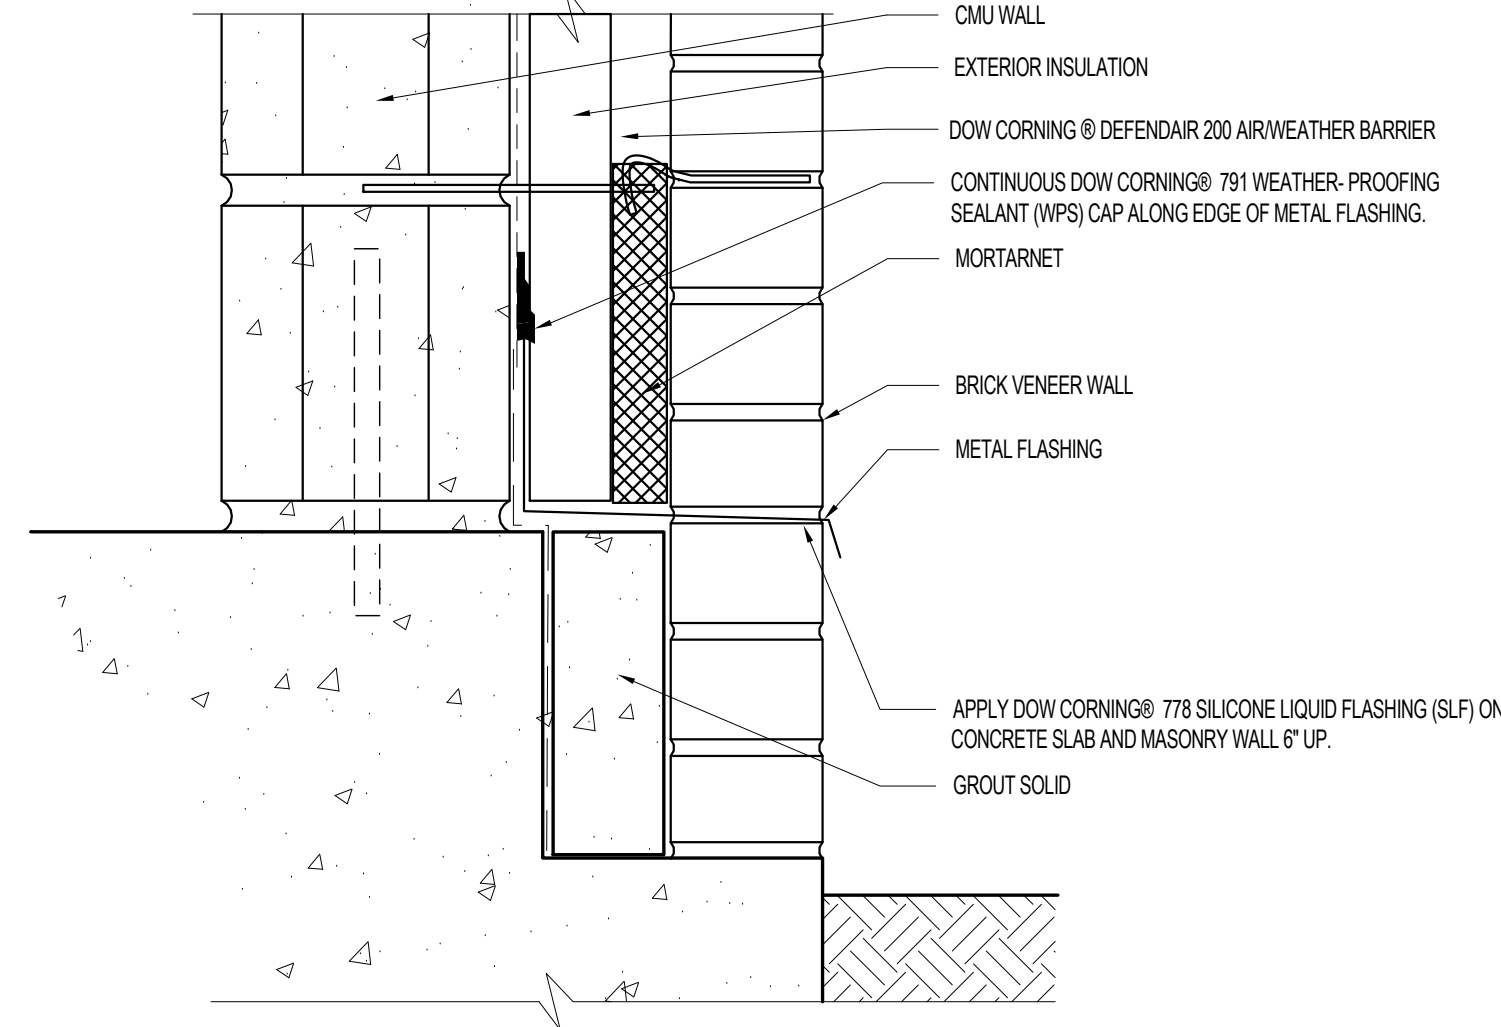 CMU WALL
EXTERIOR INSULATION
DOW CORNING ® DEFENDAIR 200 AIR/WEATHER BARRIER
CONTINUOUS DOW CORNING® 791 WEATHER- PROOFING
SEALANT (WPS) CAP ALONG EDGE OF METAL FLASHING.
MORTARNET
BRICK VENEER WALL
METAL FLASHING
APPLY DOW CORNING® 778 SILICONE LIQUID FLASHING (SLF) ON
CONCRETE SLAB AND MASONRY WALL 6" UP.
GROUT SOLID